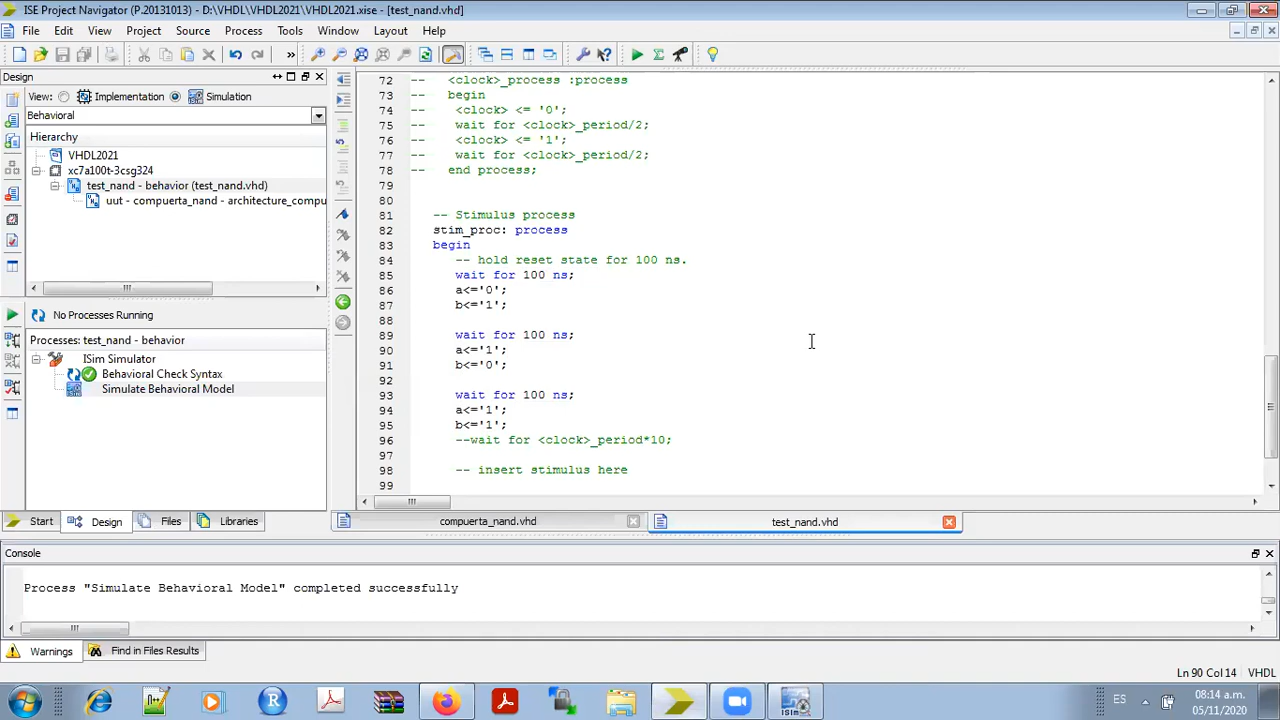 ISE Project Navigator (P.20131013) - D:\VHDL\VHDL2021\VHDL2021.xise - [test_nand.vhd]
File Edit View Project Source Process Tools Window Layout Help
»
Design
View: Implementation Simulation
Behavioral
Hierarchy
VHDL2021
xc7a100t-3csg324
test_nand - behavior (test_nand.vhd)
uut - compuerta_nand - architecture_compu
No Processes Running
Processes: test_nand - behavior
ISim Simulator
Behavioral Check Syntax
Simulate Behavioral Model
Start Design Files Libraries
72 -- <clock>_process :process
73 -- begin
74 -- <clock> <= '0';
75 -- wait for <clock>_period/2;
76 -- <clock> <= '1';
77 -- wait for <clock>_period/2;
78 -- end process;
79
80
81 -- Stimulus process
82 stim_proc: process
83 begin
84 -- hold reset state for 100 ns.
85 wait for 100 ns;
86 a<='0';
87 b<='1';
88
89 wait for 100 ns;
90 a<='1';
91 b<='0';
92
93 wait for 100 ns;
94 a<='1';
95 b<='1';
96 --wait for <clock>_period*10;
97
98 -- insert stimulus here
99
compuerta_nand.vhd test_nand.vhd
Console
Process "Simulate Behavioral Model" completed successfully
Warnings Find in Files Results
Ln 90 Col 14 VHDL
ES 08:14 a.m.
05/11/2020